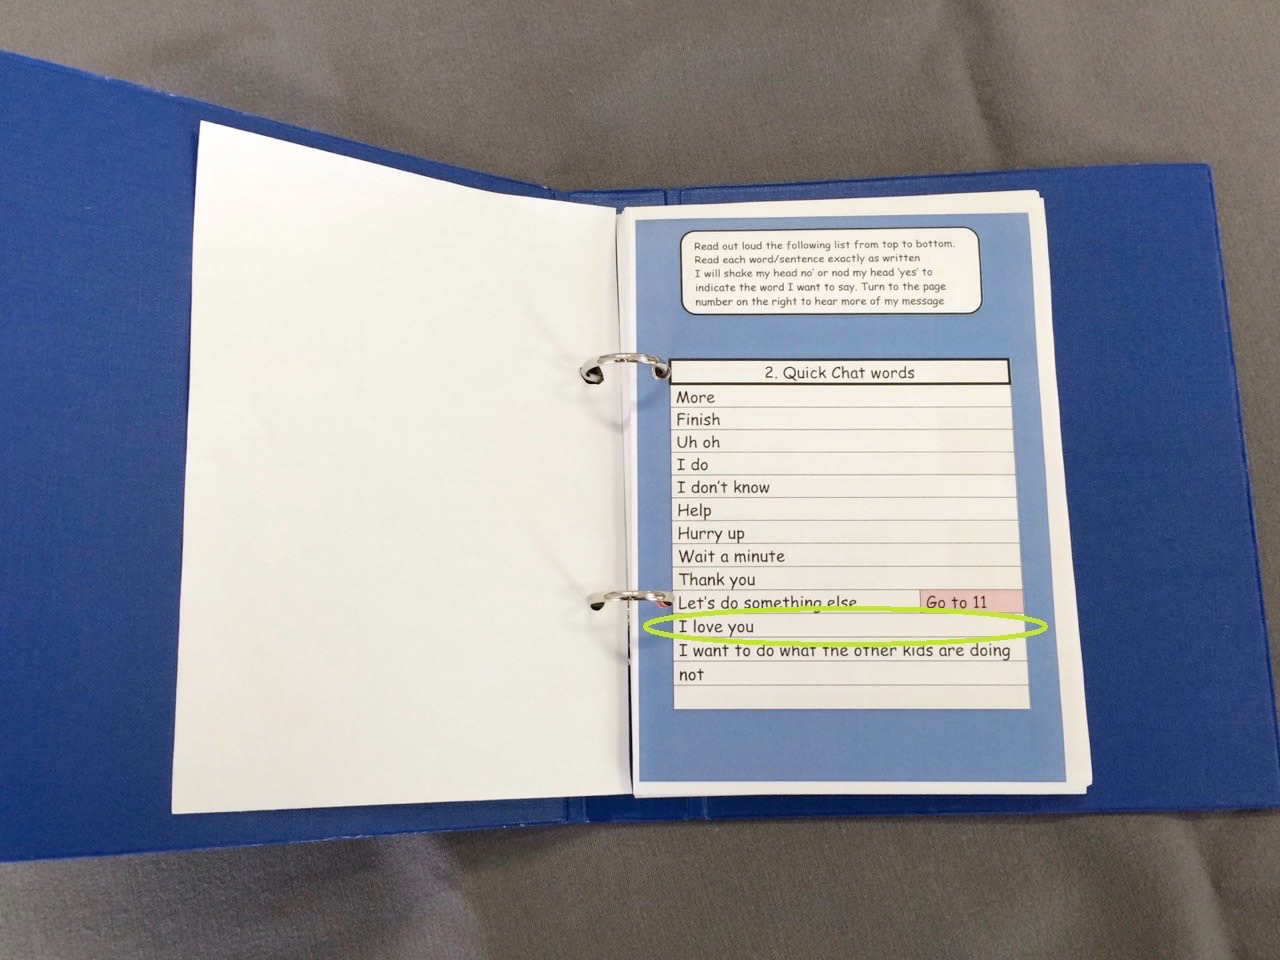 Read out loud the following list from top to bottom.
Read each word/sentence exactly as written
I will shake my head no' or nod my head 'yes' to
indicate the word I want to say. Turn to the page
number on the right to hear more of my message
2. Quick Chat words
More
Finish
Uh oh
I do
I don't know
Help
Hurry up
Wait a minute
Thank you
Let's do something else Go to 11
I love you
I want to do what the other kids are doing
not